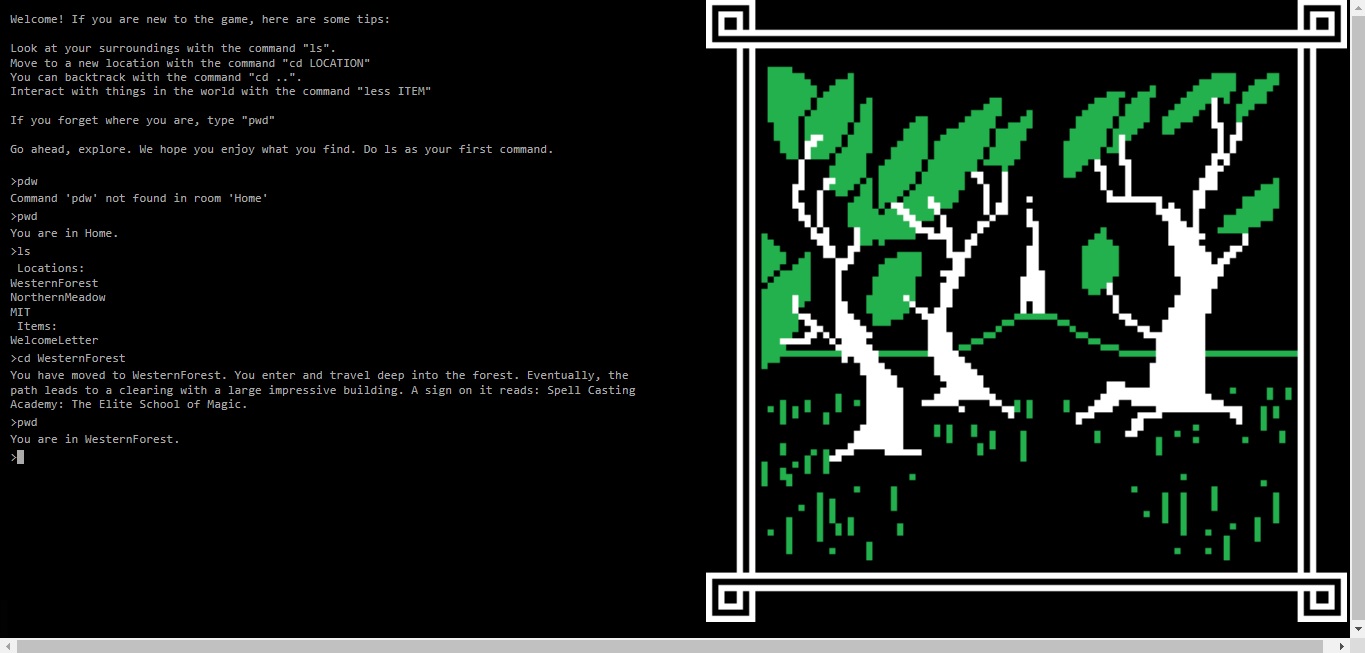 Welcome! If you are new to the game, here are some tips:
Look at your surroundings with the command "ls".
Move to a new location with the command "cd LOCATION"
You can backtrack with the command "cd ..".
Interact with things in the world with the command "less ITEM"
If you forget where you are, type "pwd"
Go ahead, explore. We hope you enjoy what you find. Do ls as your first command.
>pdw
Command 'pdw' not found in room 'Home'
>pwd
You are in Home.
>ls
Locations:
WesternForest
NorthernMeadow
MIT
Items:
WelcomeLetter
>cd WesternForest
You have moved to WesternForest. You enter and travel deep into the forest. Eventually, the
path leads to a clearing with a large impressive building. A sign on it reads: Spell Casting
Academy: The Elite School of Magic.
>pwd
You are in WesternForest.
>